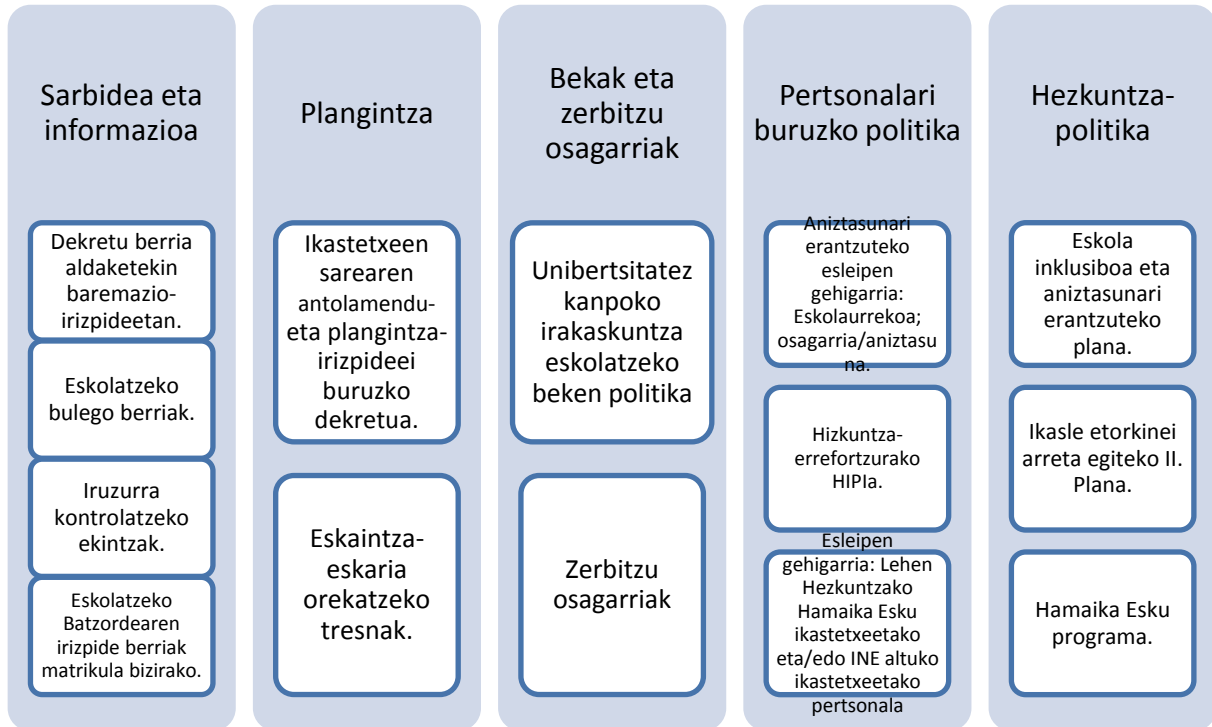 Sarbidea eta
informazioa
Dekretu berria
aldaketekin
baremazio-
irizpideetan.
Eskolatzeko
bulego berriak.
Iruzurra
kontrolatzeko
ekintzak.
Eskolatzeko
Batzordearen
irizpide berriak
matrikula bizirako.
Plangintza
Ikastetxeen
sarearen
antolamendu-
eta plangintza-
irizpideei
buruzko
dekretua.
Eskaintza-
eskaria
orekatzeko
tresnak.
Bekak eta
zerbitzu
osagarriak
Unibertsitatez
kanpoko
irakaskuntza
eskolatzeko
beken politika
Zerbitzu
osagarriak
Pertsonalari
buruzko politika
Aniztasunari
erantzuteko
esleipen
gehigarria:
Eskolaurrekoa;
osagarria/aniztasu
na.
Hizkuntza-
errefortzurako
HIPIa.
Esleipen
gehigarria: Lehen
Hezkuntzako
Hamaika Esku
ikastetxeetako
eta/edo INE altuko
ikastetxeetako
pertsonala
Hezkuntza-
politika
Eskola
inklusiboa eta
aniztasunari
erantzuteko
plana.
Ikasle etorkinei
arreta egiteko II.
Plana.
Hamaika Esku
programa.